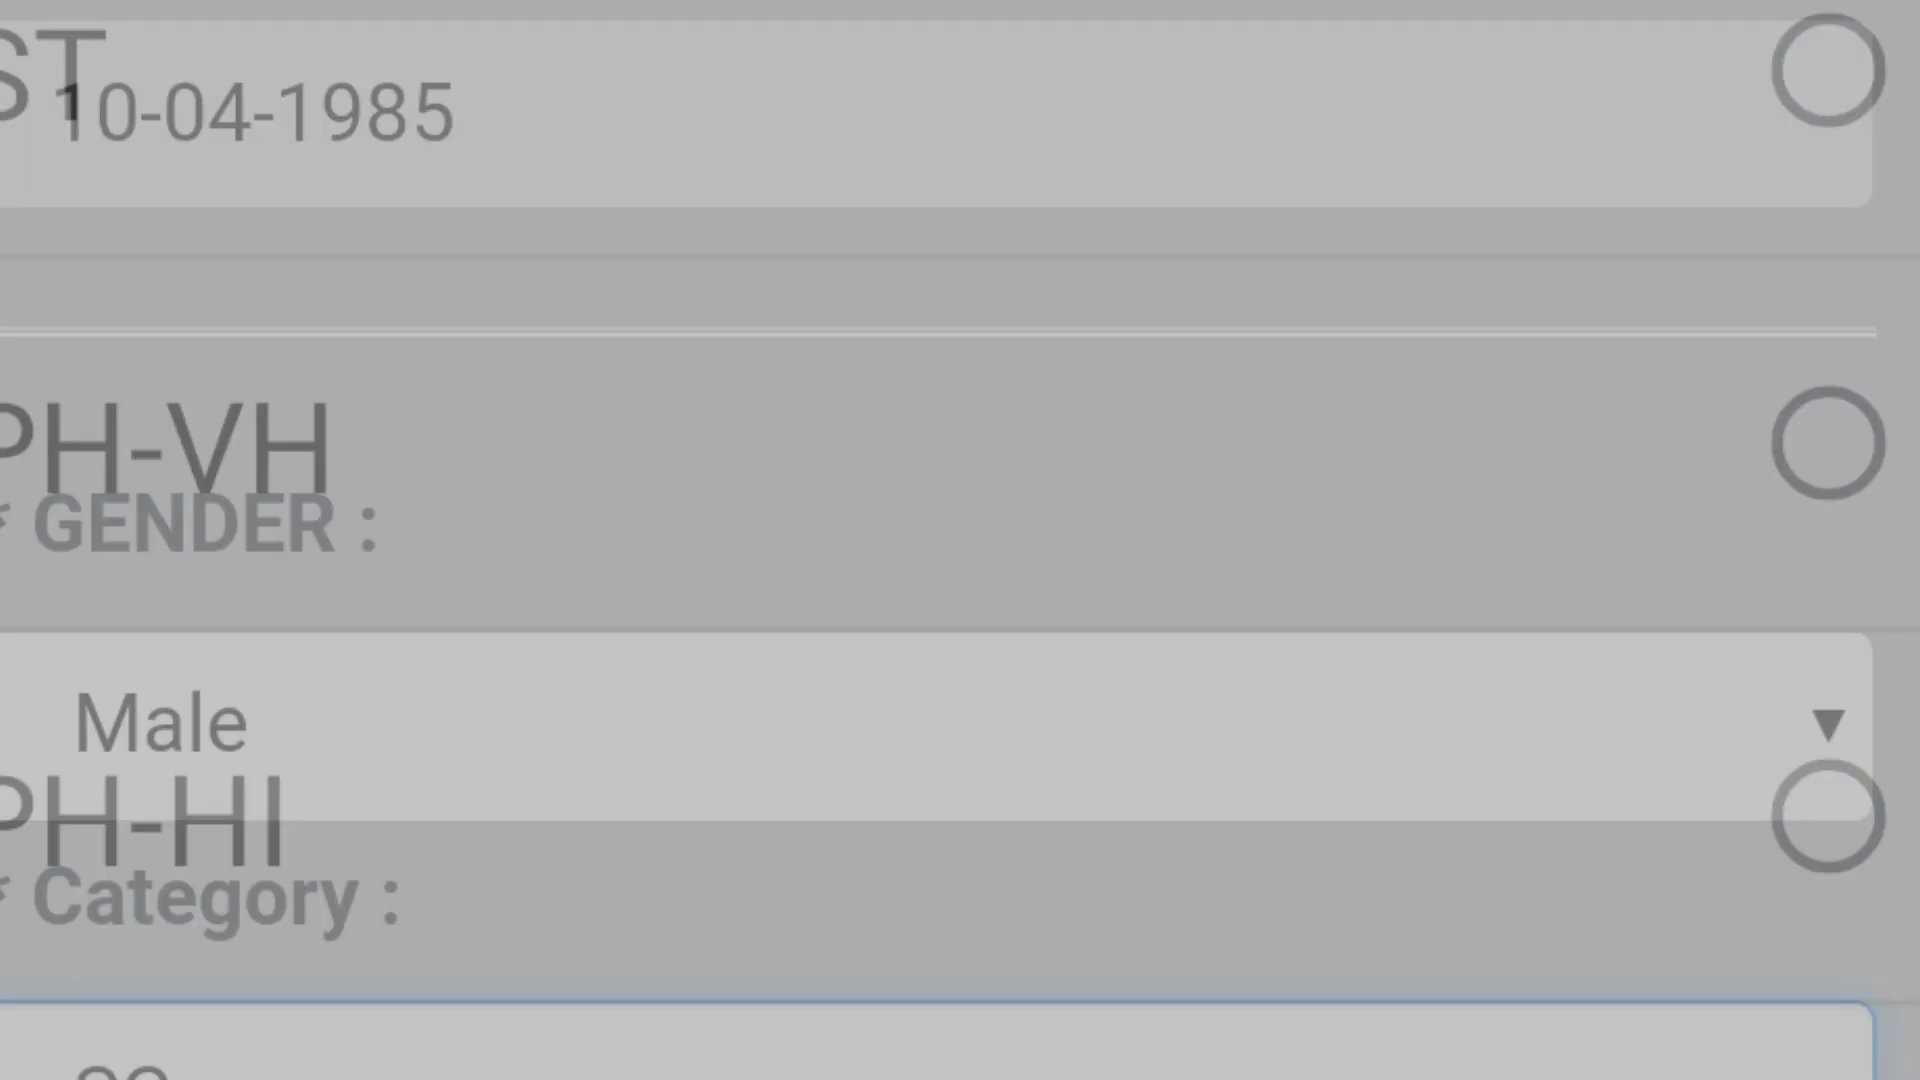 ST
10-04-1985
PH-VH
* GENDER :
Male
▼
PH-HI
* Category :